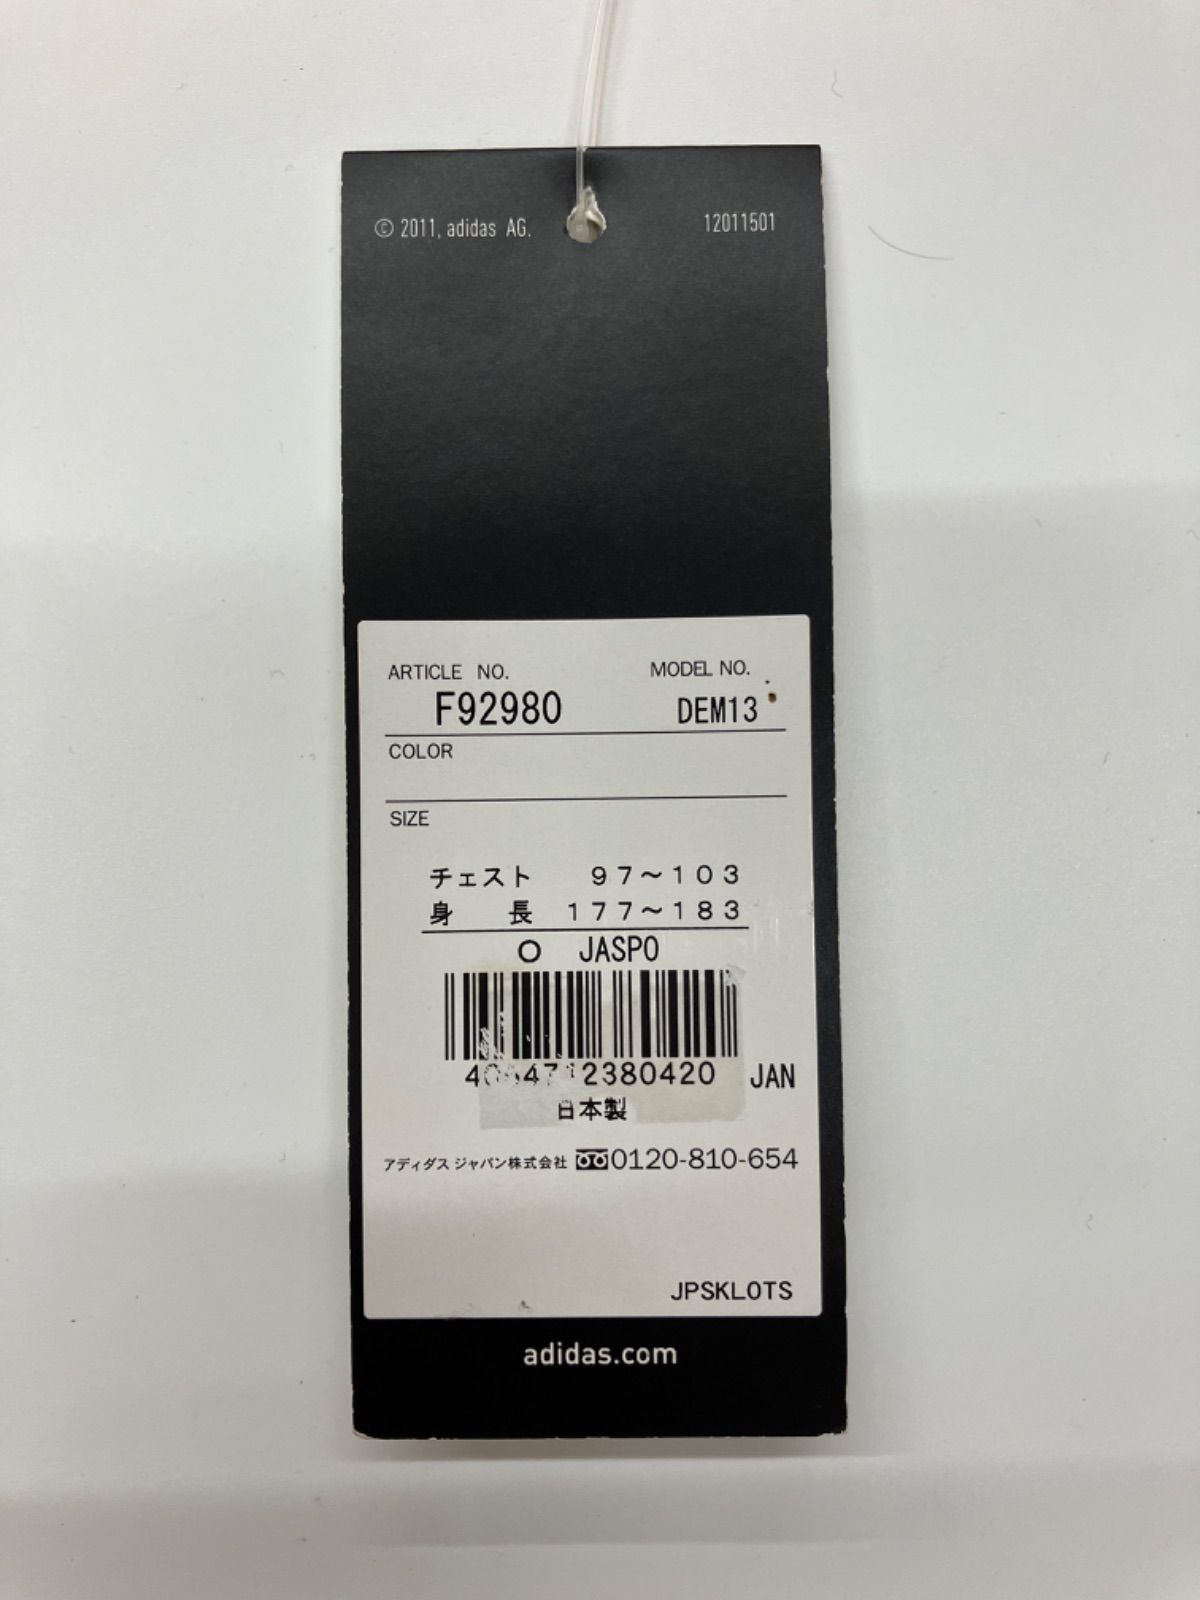 © 2011, adidas AG. 12011501
ARTICLE NO. MODEL NO.
F92980 DEM13
COLOR
SIZE
チェスト 97～103
身 長 177～183
O JASPO
JAN
日本製
アディダス ジャパン株式会社 0120-810-654
JPSKLOTS
adidas.com